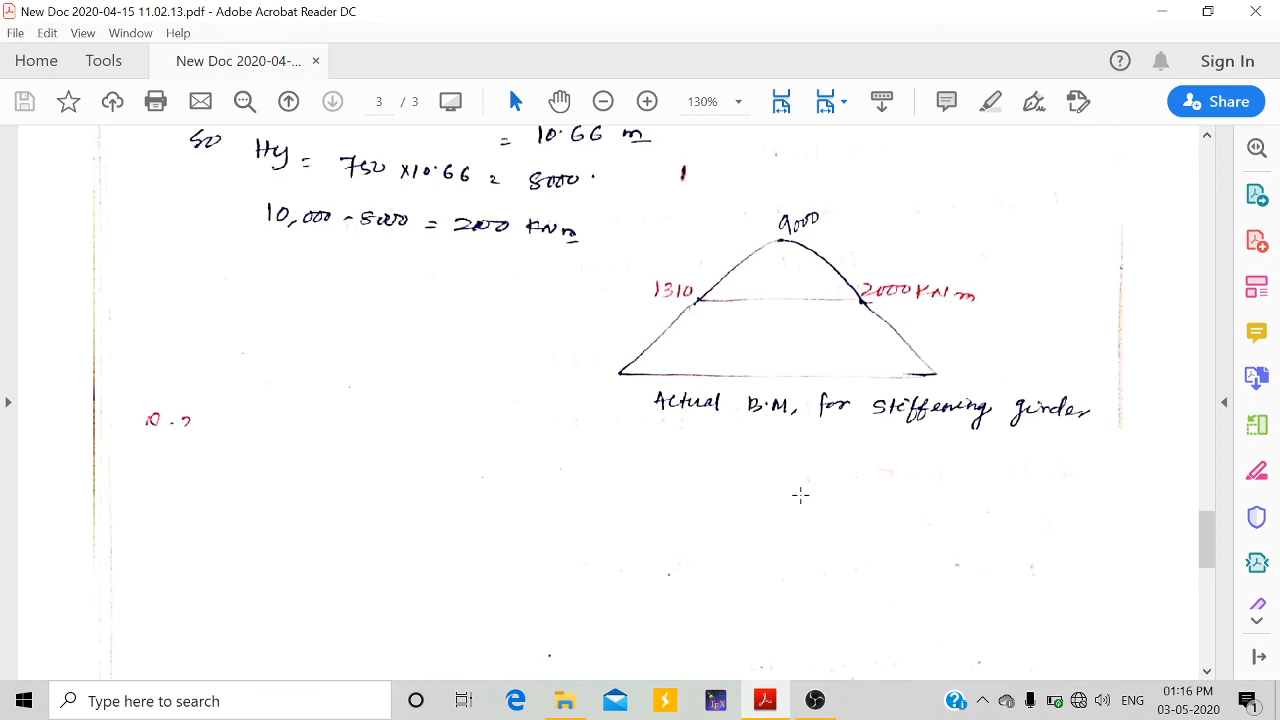 New Doc 2020-04-15 11.02.13.pdf - Adobe Acrobat Reader DC
File Edit View Window Help
Home Tools New Doc 2020-04-... × Sign In
3 / 3 130% Share
= 10.66 m
So Hy = 750 × 10.66 = 8000.
10,000 - 8000 = 2000 KNm
9000
1310 2000 KNm
Actual B.M, for stiffening girder
Type here to search
ENG 01:16 PM
03-05-2020